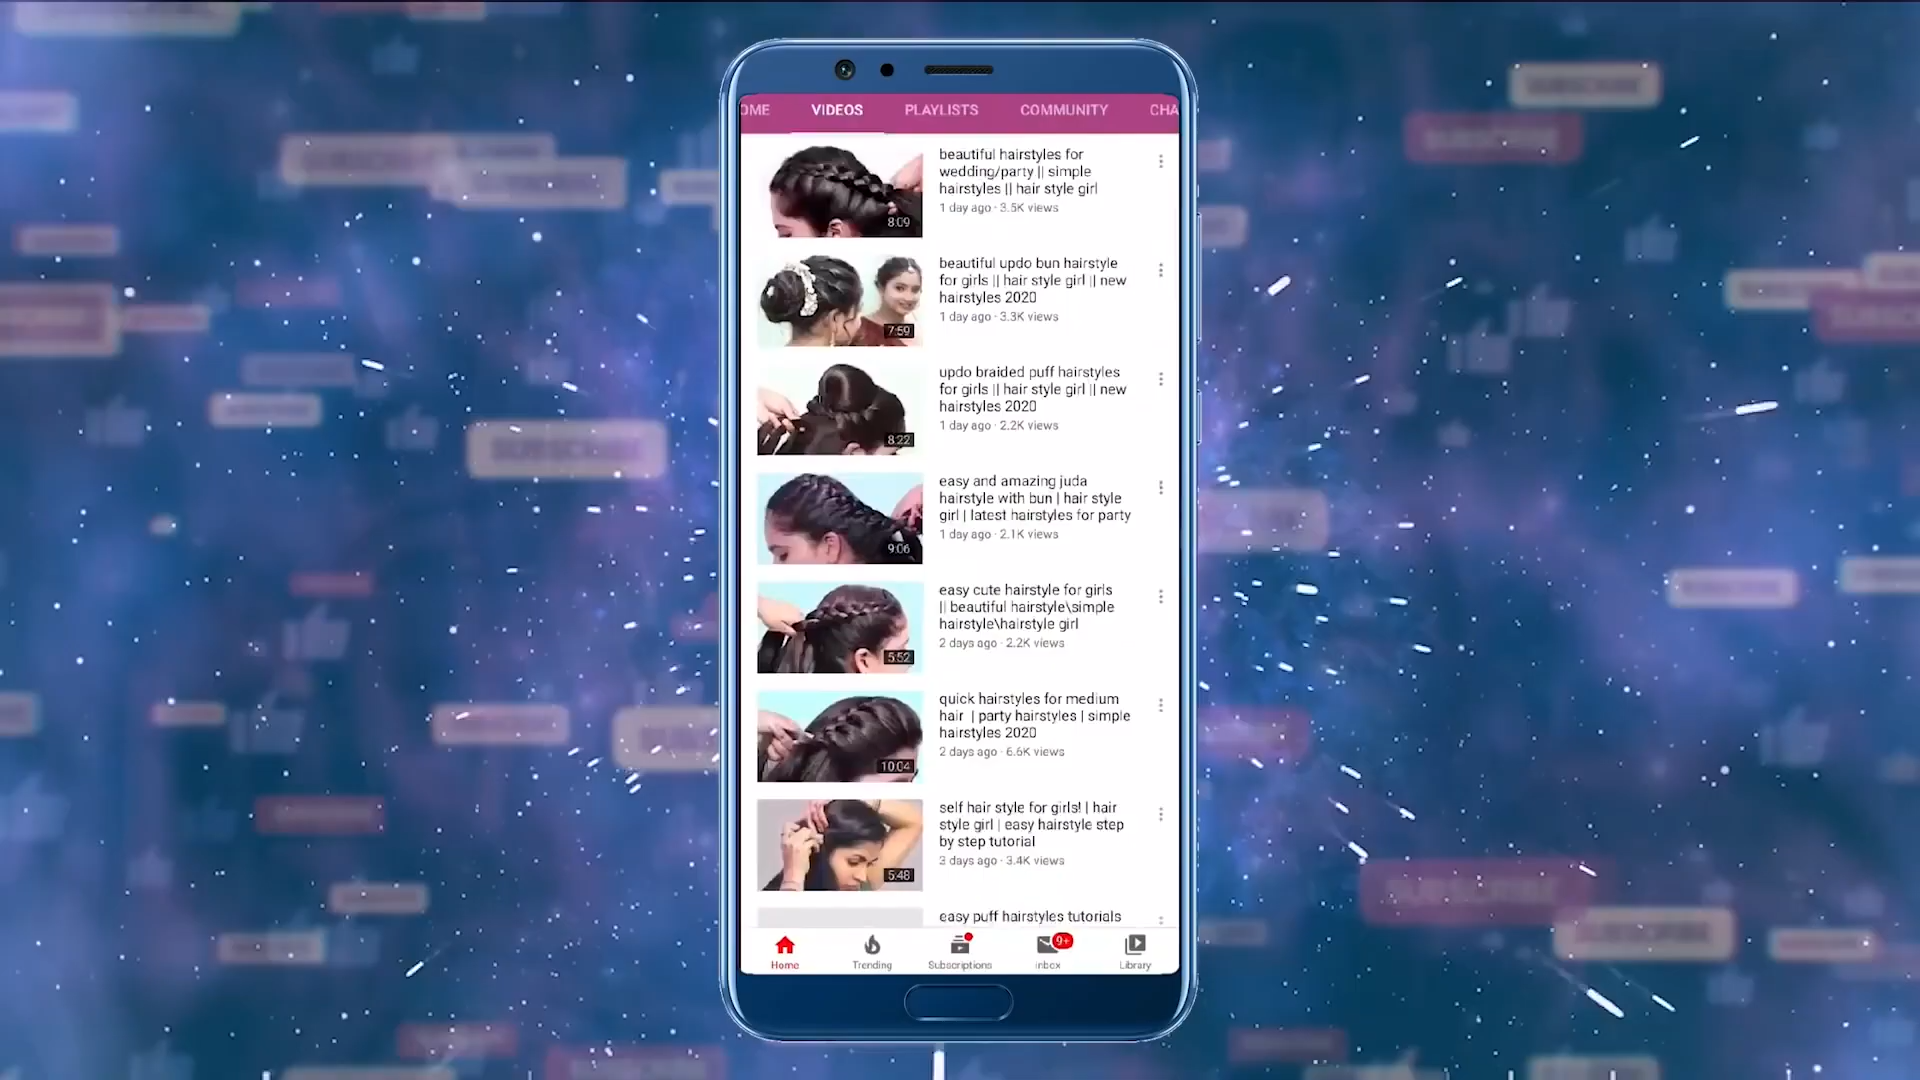 OME VIDEOS PLAYLISTS COMMUNITY CHA
beautiful hairstyles for
wedding/party || simple
hairstyles || hair style girl
1 day ago · 3.5K views
8:09
beautiful updo bun hairstyle
for girls || hair style girl || new
hairstyles 2020
1 day ago · 3.3K views
7:59
updo braided puff hairstyles
for girls || hair style girl || new
hairstyles 2020
1 day ago · 2.2K views
8:22
easy and amazing juda
hairstyle with bun | hair style
girl | latest hairstyles for party
1 day ago · 2.1K views
9:06
easy cute hairstyle for girls
|| beautiful hairstyle\simple
hairstyle\hairstyle girl
2 days ago · 2.2K views
5:52
quick hairstyles for medium
hair | party hairstyles | simple
hairstyles 2020
2 days ago · 6.6K views
10:04
self hair style for girls! | hair
style girl | easy hairstyle step
by step tutorial
3 days ago · 3.4K views
5:48
easy puff hairstyles tutorials
9+
Home Trending Subscriptions Inbox Library
SUBSCRIBE
SUBSCRIBE
SUBSCRIBE
SUBSCRIBE